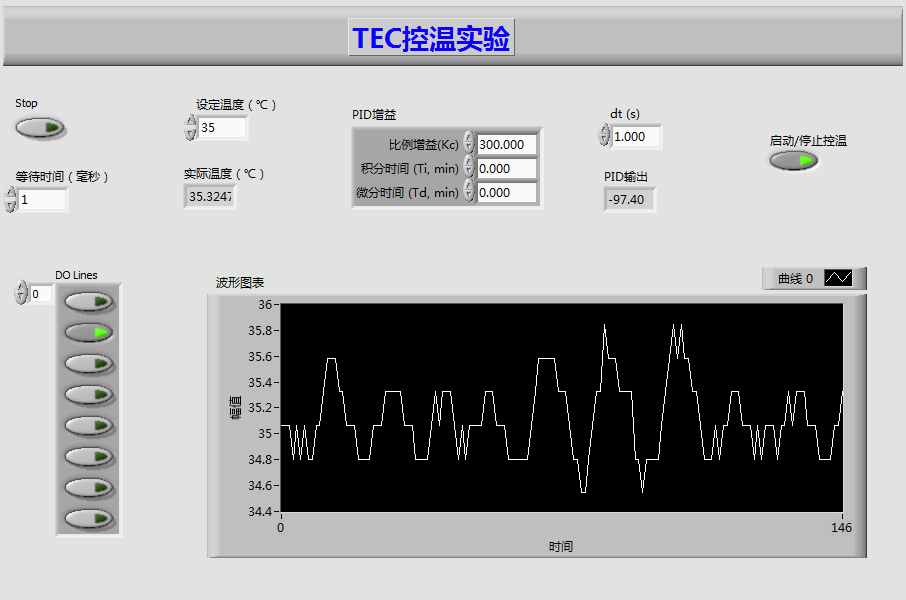 TEC控温实验
Stop
设定温度（℃）
35
PID增益
比例增益(Kc) 300.000
积分时间 (Ti, min) 0.000
微分时间 (Td, min) 0.000
dt (s)
1.000
启动/停止控温
等待时间（毫秒）
1
实际温度（℃）
35.3247
PID输出
-97.40
DO Lines
0
波形图表
曲线 0
36
35.8
35.6
35.4
35.2
35
34.8
34.6
34.4
幅值
0
146
时间